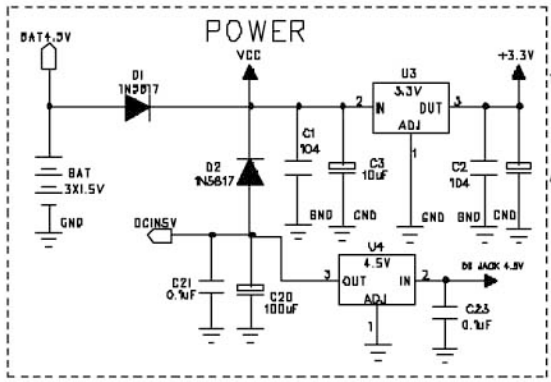 POWER
BAT4.5V
VCC
+3.3V
D1
1N5817
U3
3.3V
2
IN
OUT
3
ADJ
1
C1
104
C3
10uF
C2
104
BAT
3X1.5V
D2
1N5817
GND
GND
GND
GND
GND
GND
DCIN5V
U4
4.5V
3
OUT
IN
2
ADJ
1
JACK 4.5V
C21
0.1uF
C20
100uF
C23
0.1uF